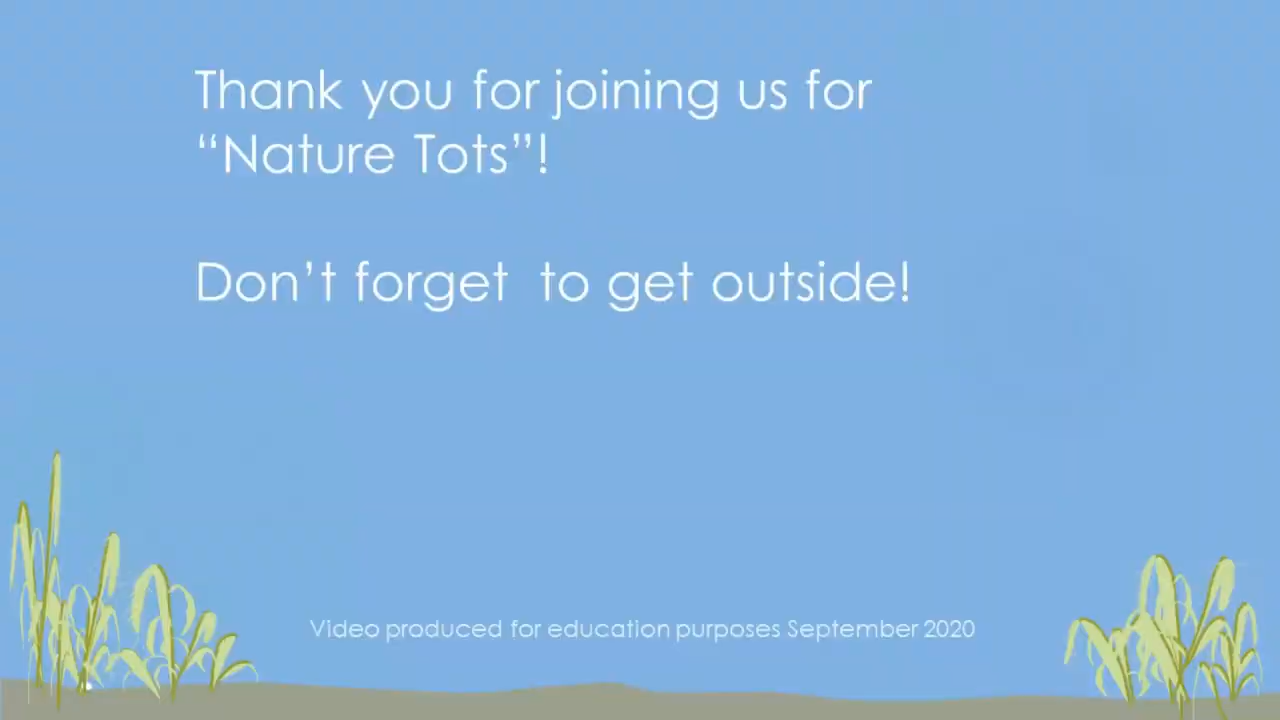 Thank you for joining us for
“Nature Tots”!
Don’t forget  to get outside!
Video produced for education purposes September 2020